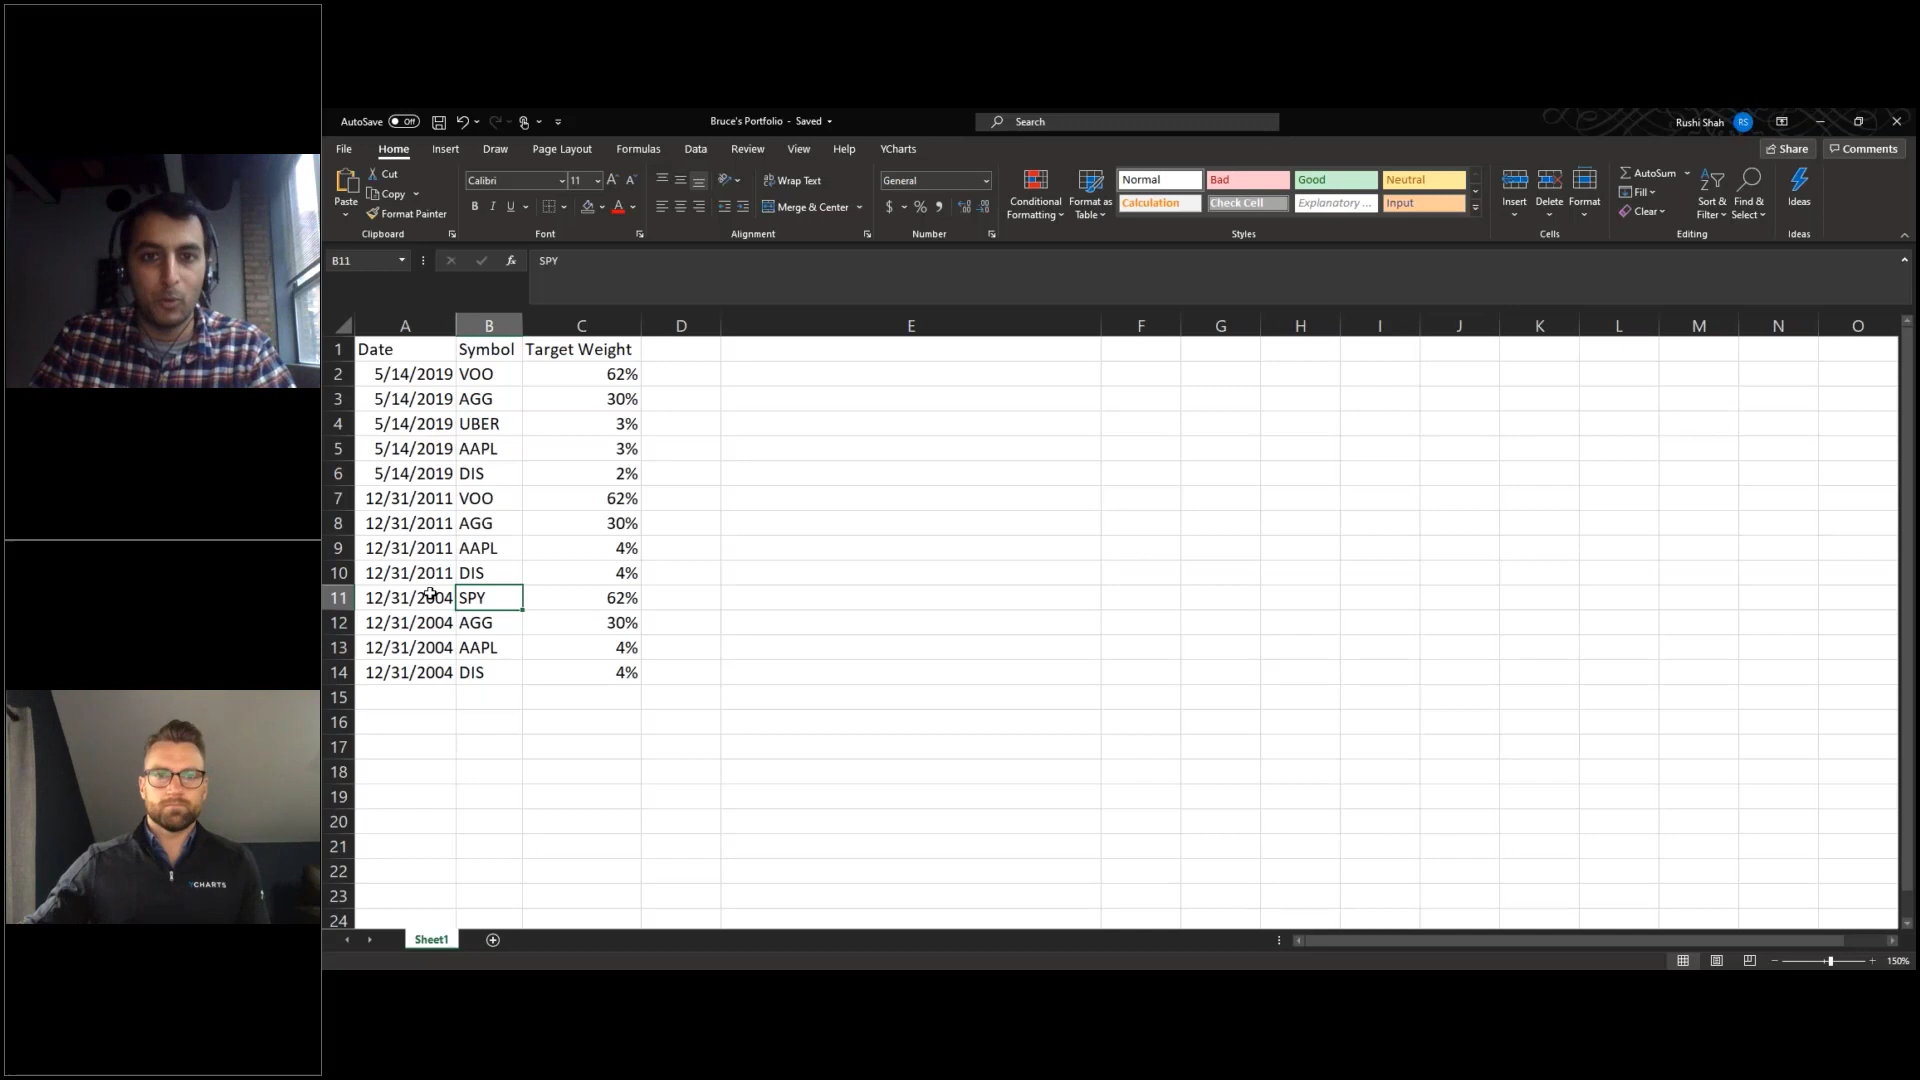 AutoSave Off Bruce's Portfolio - Saved Search Rushi Shah RS
File Home Insert Draw Page Layout Formulas Data Review View Help YCharts Share Comments
Paste Cut Copy Format Painter Clipboard
Calibri 11 A A B I U A Font
Wrap Text Merge & Center Alignment
General $ % , Number
Conditional Formatting Format as Table
Normal Bad Good Neutral
Calculation Check Cell Explanatory ... Input
Styles
Insert Delete Format Cells
AutoSum Fill Clear Sort & Filter Find & Select Editing
Ideas Ideas
B11 fx SPY
A B C D E F G H I J K L M N O
1 Date Symbol Target Weight
2 5/14/2019 VOO 62%
3 5/14/2019 AGG 30%
4 5/14/2019 UBER 3%
5 5/14/2019 AAPL 3%
6 5/14/2019 DIS 2%
7 12/31/2011 VOO 62%
8 12/31/2011 AGG 30%
9 12/31/2011 AAPL 4%
10 12/31/2011 DIS 4%
11 12/31/2004 SPY 62%
12 12/31/2004 AGG 30%
13 12/31/2004 AAPL 4%
14 12/31/2004 DIS 4%
15
16
17
18
19
20
21
22
23
24
Sheet1
150%
YCHARTS